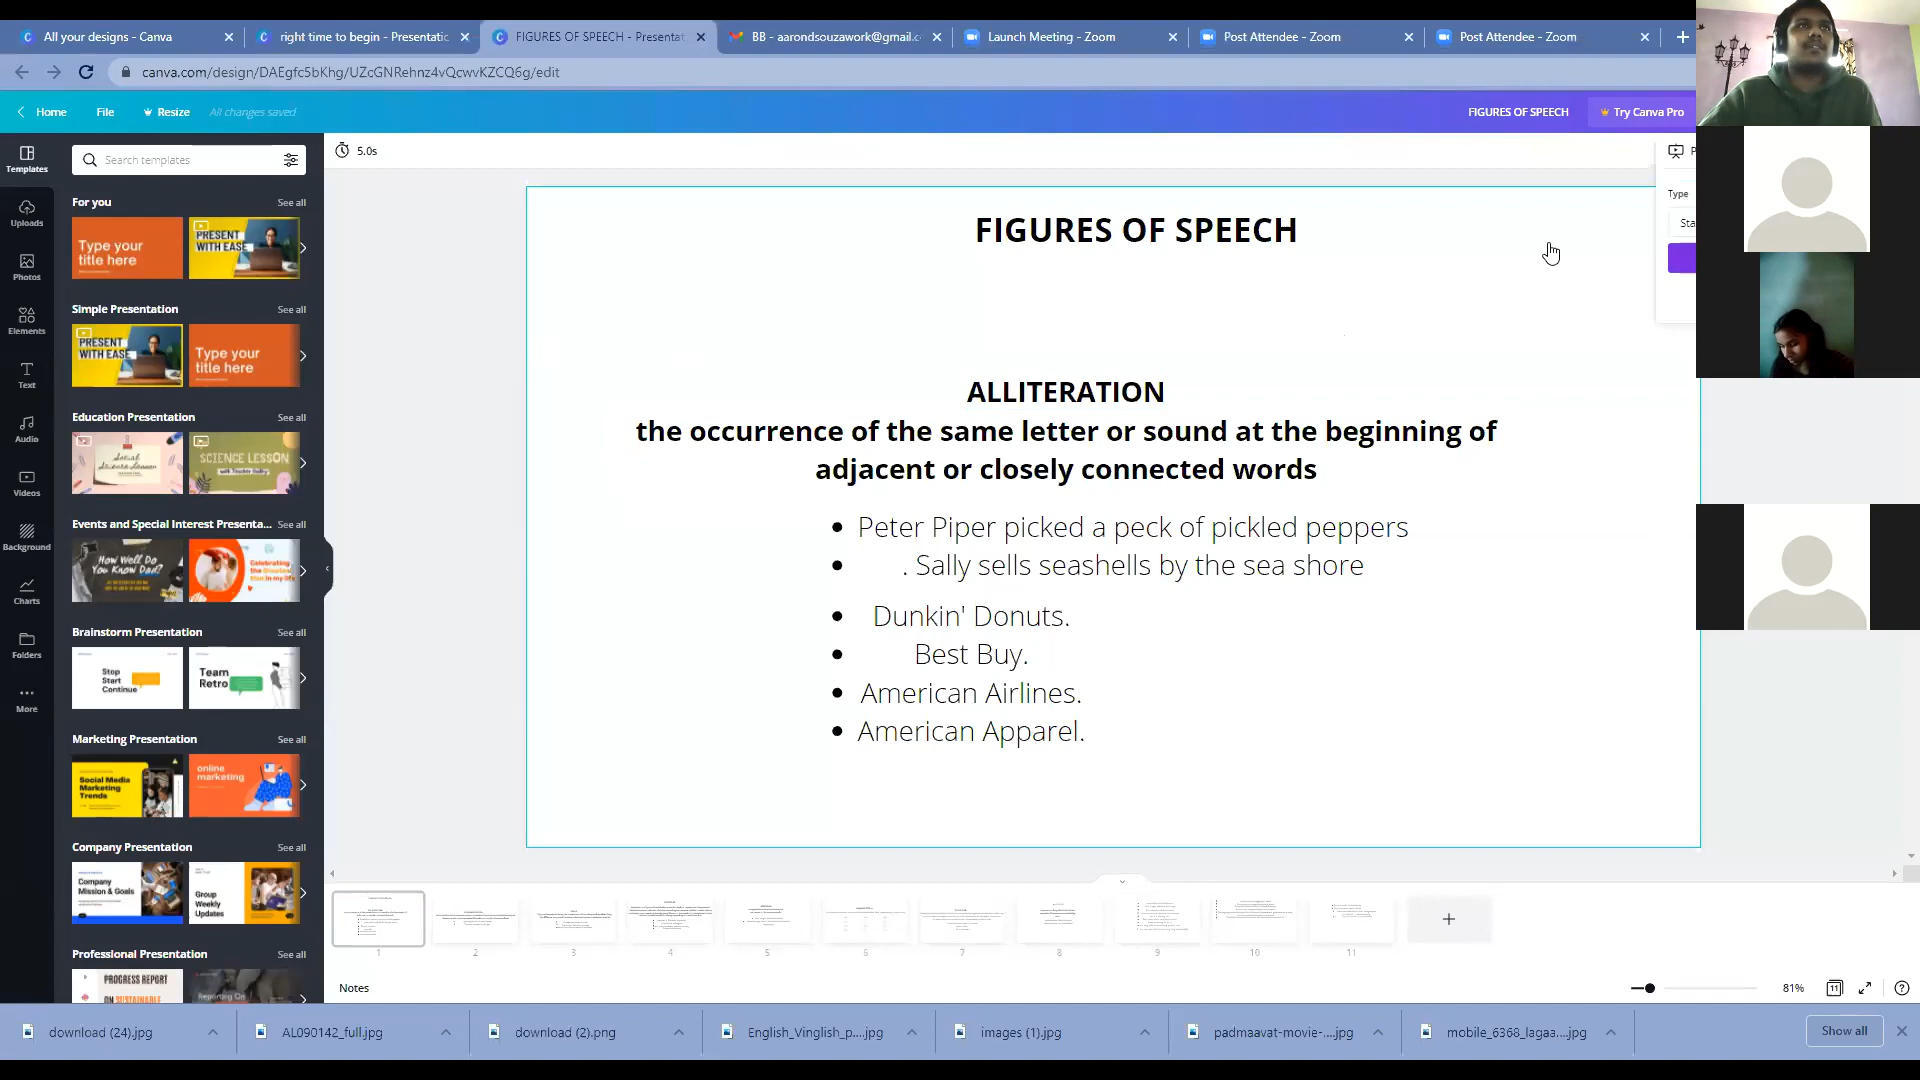 All your designs - Canva
right time to begin - Presentatic
FIGURES OF SPEECH - Presentat
BB - aarondsouzawork@gmail.c
Launch Meeting - Zoom
Post Attendee - Zoom
Post Attendee - Zoom
canva.com/design/DAEgfc5bKhg/UZcGNRehnz4vQcwvKZCQ6g/edit
Home
File
Resize
All changes saved
FIGURES OF SPEECH
Try Canva Pro
Templates
Uploads
Photos
Elements
Text
Audio
Videos
Background
Charts
Folders
More
Search templates
For you
See all
Type your
title here
PRESENT
WITH EASE
Simple Presentation
See all
PRESENT
WITH EASE
Type your
title here
Education Presentation
See all
Social
Science Lesson
SCIENCE LESSON
Events and Special Interest Presenta...
See all
How Well Do
You Know Dad?
Celebrating
Brainstorm Presentation
See all
Stop
Start
Continue
Team
Retro
Marketing Presentation
See all
Social Media
Marketing
Trends
online
marketing
Company Presentation
See all
Company
Mission & Goals
Group
Weekly
Updates
Professional Presentation
See all
PROGRESS REPORT
ON SUSTAINABLE
Reporting On
5.0s
Type
Sta
FIGURES OF SPEECH
ALLITERATION
the occurrence of the same letter or sound at the beginning of
adjacent or closely connected words
• Peter Piper picked a peck of pickled peppers
• . Sally sells seashells by the sea shore
• Dunkin' Donuts.
• Best Buy.
• American Airlines.
• American Apparel.
1
2
3
4
5
6
7
8
9
10
11
Notes
81%
11
download (24).jpg
AL090142_full.jpg
download (2).png
English_Vinglish_p....jpg
images (1).jpg
padmaavat-movie-....jpg
mobile_6368_lagaa....jpg
Show all